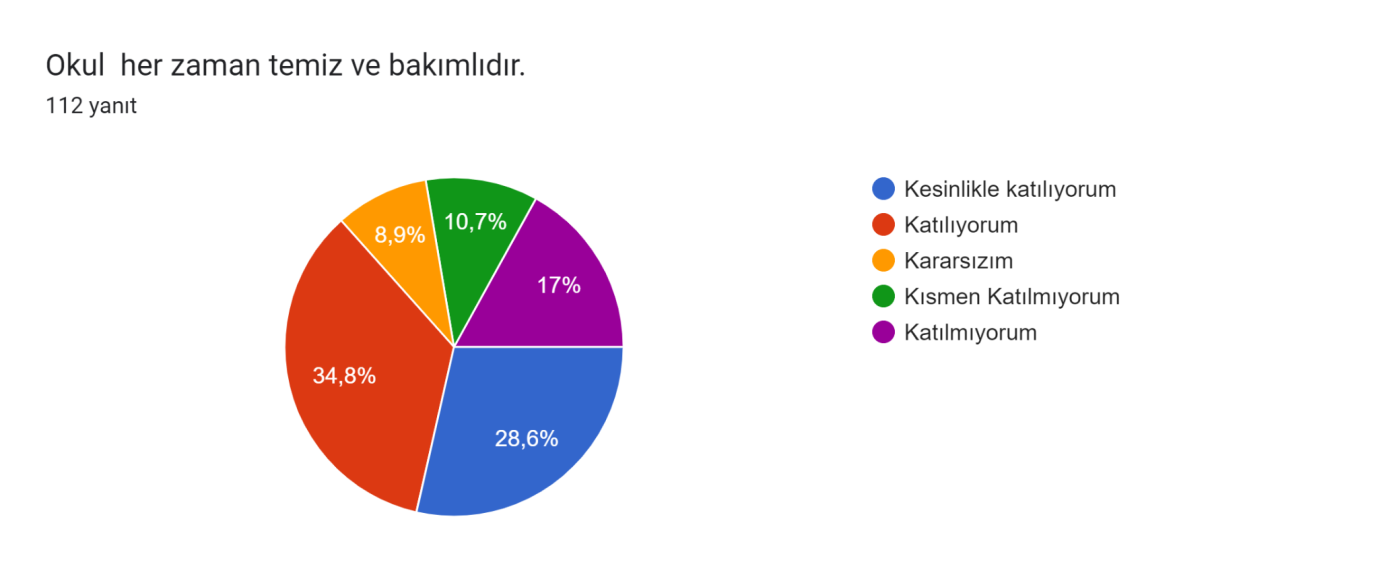 Okul  her zaman temiz ve bakımlıdır.
112 yanıt
8,9%
10,7%
17%
34,8%
28,6%
Kesinlikle katılıyorum
Katılıyorum
Kararsızım
Kısmen Katılmıyorum
Katılmıyorum